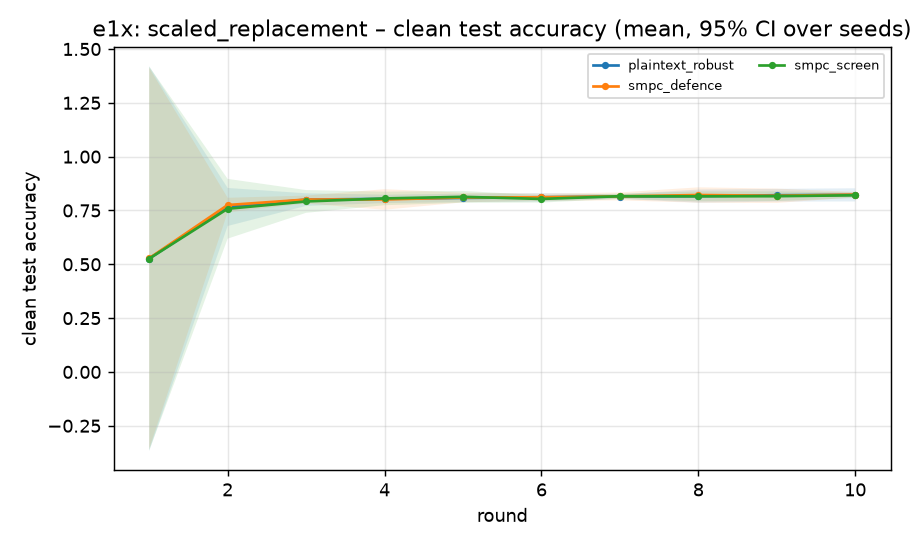 e1x: scaled_replacement – clean test accuracy (mean, 95% CI over seeds)
plaintext_robust
smpc_defence
smpc_screen
clean test accuracy
1.50
1.25
1.00
0.75
0.50
0.25
0.00
−0.25
2
4
6
8
10
round